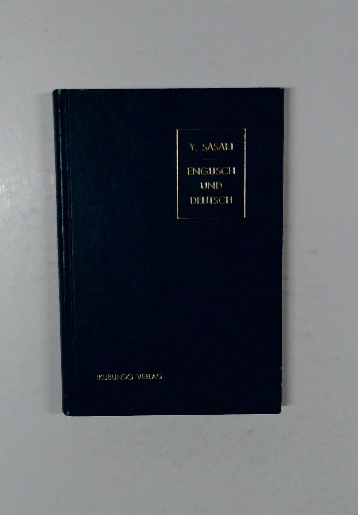 Y. SASAKI
ENGLISCH
UND
DEUTSCH
IKUBUNDO VERLAG